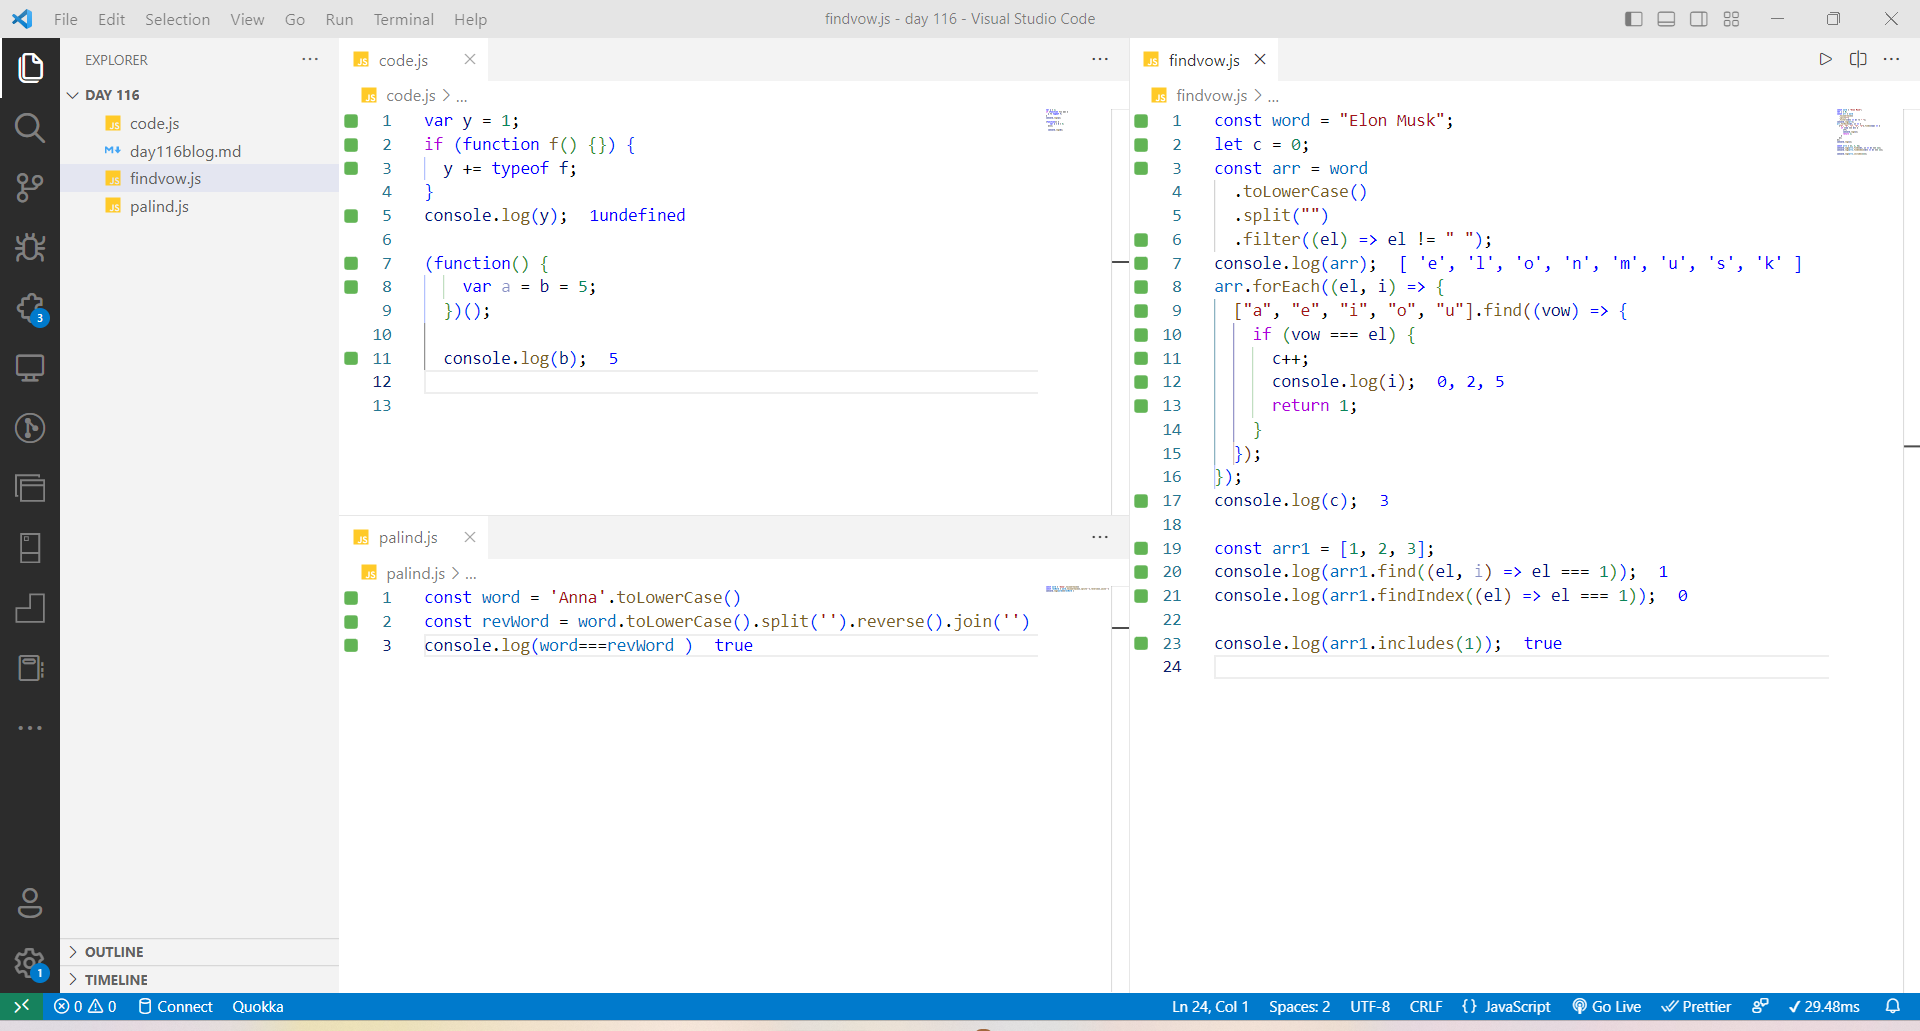 File Edit Selection View Go Run Terminal Help
findvow.js - day 116 - Visual Studio Code
EXPLORER
DAY 116
code.js
day116blog.md
findvow.js
palind.js
OUTLINE
TIMELINE
3
1
code.js
code.js > ...
1 var y = 1;
2 if (function f() {}) {
3 y += typeof f;
4 }
5 console.log(y); 1undefined
6
7 (function() {
8 var a = b = 5;
9 })();
10
11 console.log(b); 5
12
13
palind.js
palind.js > ...
1 const word = 'Anna'.toLowerCase()
2 const revWord = word.toLowerCase().split('').reverse().join('')
3 console.log(word===revWord ) true
findvow.js
findvow.js > ...
1 const word = "Elon Musk";
2 let c = 0;
3 const arr = word
4 .toLowerCase()
5 .split("")
6 .filter((el) => el != " ");
7 console.log(arr); [ 'e', 'l', 'o', 'n', 'm', 'u', 's', 'k' ]
8 arr.forEach((el, i) => {
9 ["a", "e", "i", "o", "u"].find((vow) => {
10 if (vow === el) {
11 c++;
12 console.log(i); 0, 2, 5
13 return 1;
14 }
15 });
16 });
17 console.log(c); 3
18
19 const arr1 = [1, 2, 3];
20 console.log(arr1.find((el, i) => el === 1)); 1
21 console.log(arr1.findIndex((el) => el === 1)); 0
22
23 console.log(arr1.includes(1)); true
24
0 0 Connect Quokka
Ln 24, Col 1 Spaces: 2 UTF-8 CRLF {} JavaScript Go Live Prettier 29.48ms